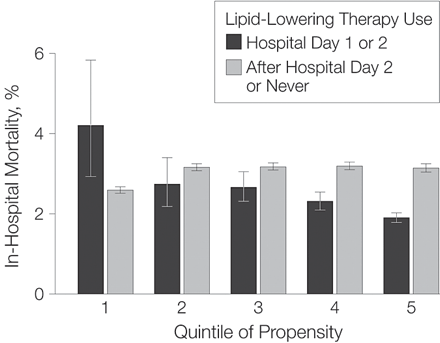 Lipid-Lowering Therapy Use
Hospital Day 1 or 2
After Hospital Day 2
or Never
In-Hospital Mortality, %
6
4
2
0
1 2 3 4 5
Quintile of Propensity